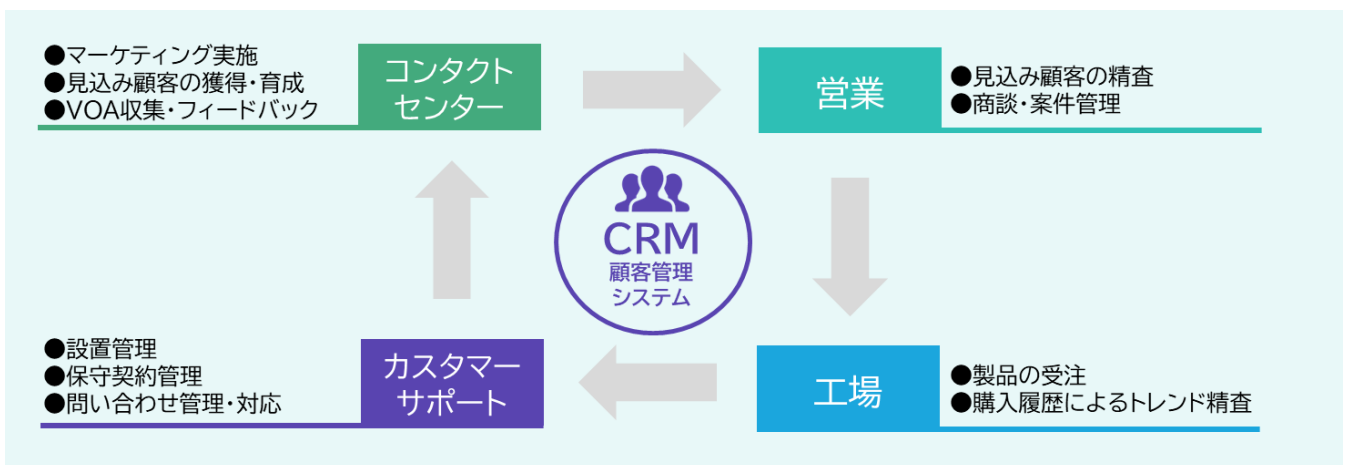 ●マーケティング実施
●見込み顧客の獲得・育成
●VOA収集・フィードバック
コンタクト
センター
営業
●見込み顧客の精査
●商談・案件管理
CRM
顧客管理
システム
●設置管理
●保守契約管理
●問い合わせ管理・対応
カスタマー
サポート
工場
●製品の受注
●購入履歴によるトレンド精査